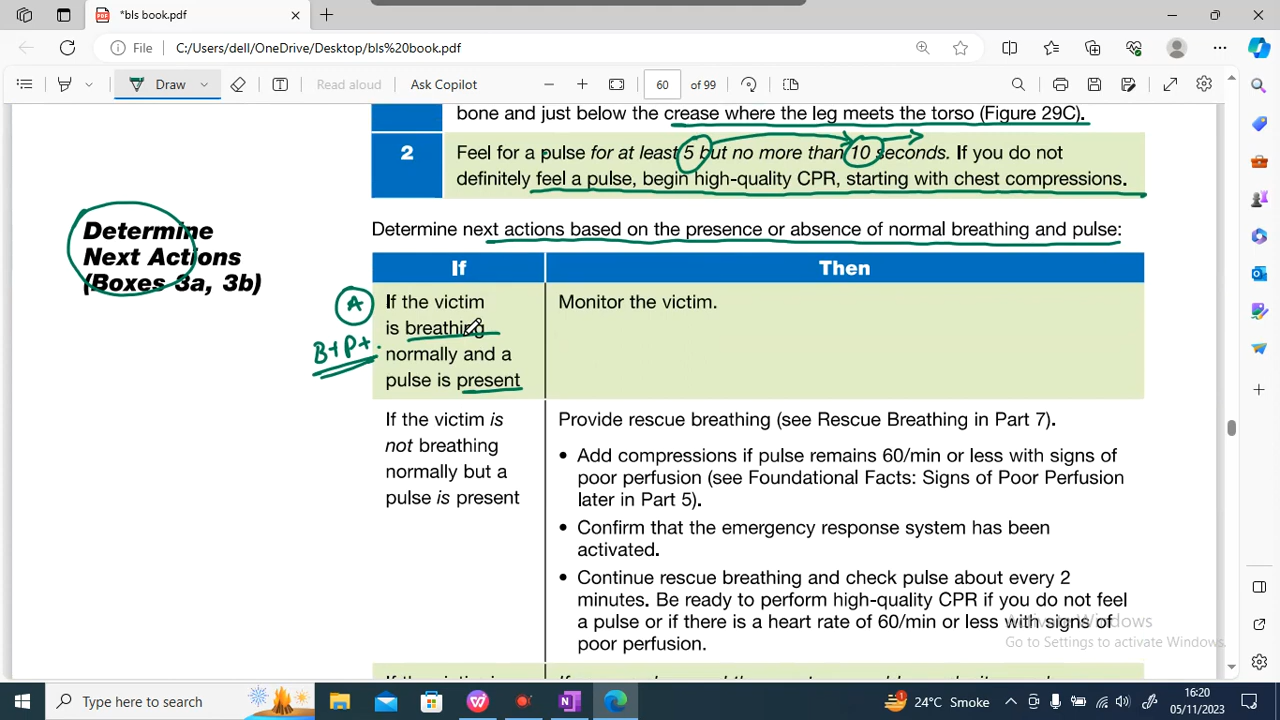 *bls book.pdf
File
C:/Users/dell/OneDrive/Desktop/bls%20book.pdf
Draw
Read aloud
Ask Copilot
60
of 99
bone and just below the crease where the leg meets the torso (Figure 29C).
2
Feel for a pulse for at least 5 but no more than 10 seconds. If you do not
definitely feel a pulse, begin high-quality CPR, starting with chest compressions.
Determine
Next Actions
(Boxes 3a, 3b)
Determine next actions based on the presence or absence of normal breathing and pulse:
If
Then
A
B+P+
If the victim
is breathing
normally and a
pulse is present
Monitor the victim.
If the victim is
not breathing
normally but a
pulse is present
Provide rescue breathing (see Rescue Breathing in Part 7).
• Add compressions if pulse remains 60/min or less with signs of
poor perfusion (see Foundational Facts: Signs of Poor Perfusion
later in Part 5).
• Confirm that the emergency response system has been
activated.
• Continue rescue breathing and check pulse about every 2
minutes. Be ready to perform high-quality CPR if you do not feel
a pulse or if there is a heart rate of 60/min or less with signs of
poor perfusion.
Activate Windows
Go to Settings to activate Windows.
Type here to search
1
24°C Smoke
16:20
05/11/2023